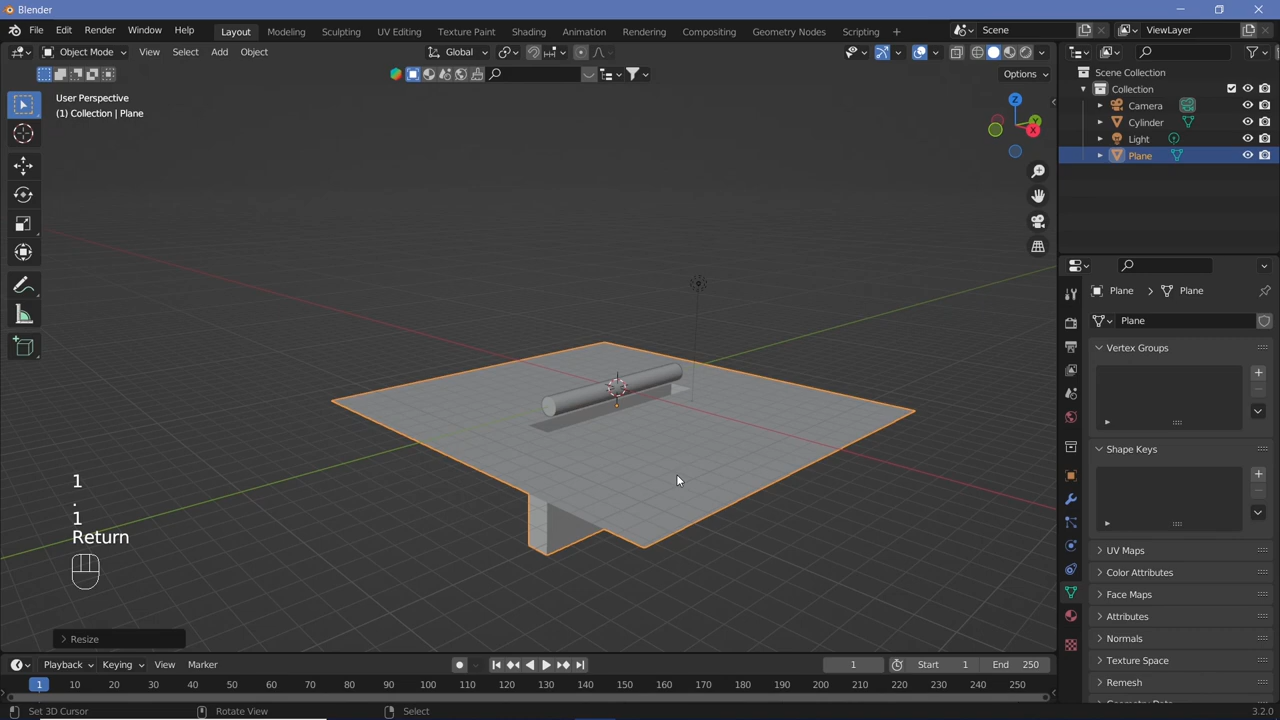 Blender
File Edit Render Window Help
Layout Modeling Sculpting UV Editing Texture Paint Shading Animation Rendering Compositing Geometry Nodes Scripting +
Scene
ViewLayer
Object Mode View Select Add Object
Global
Options
User Perspective
(1) Collection | Plane
Z
Y
X
Scene Collection
Collection
Camera
Cylinder
Light
Plane
Plane > Plane
Plane
Vertex Groups
Shape Keys
UV Maps
Color Attributes
Face Maps
Attributes
Normals
Texture Space
Remesh
1
.
1
Return
Resize
Playback Keying View Marker
1 Start 1 End 250
1 10 20 30 40 50 60 70 80 90 100 110 120 130 140 150 160 170 180 190 200 210 220 230 240 250
Set 3D Cursor Rotate View Select
3.2.0